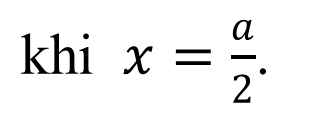 khi x = a/2.